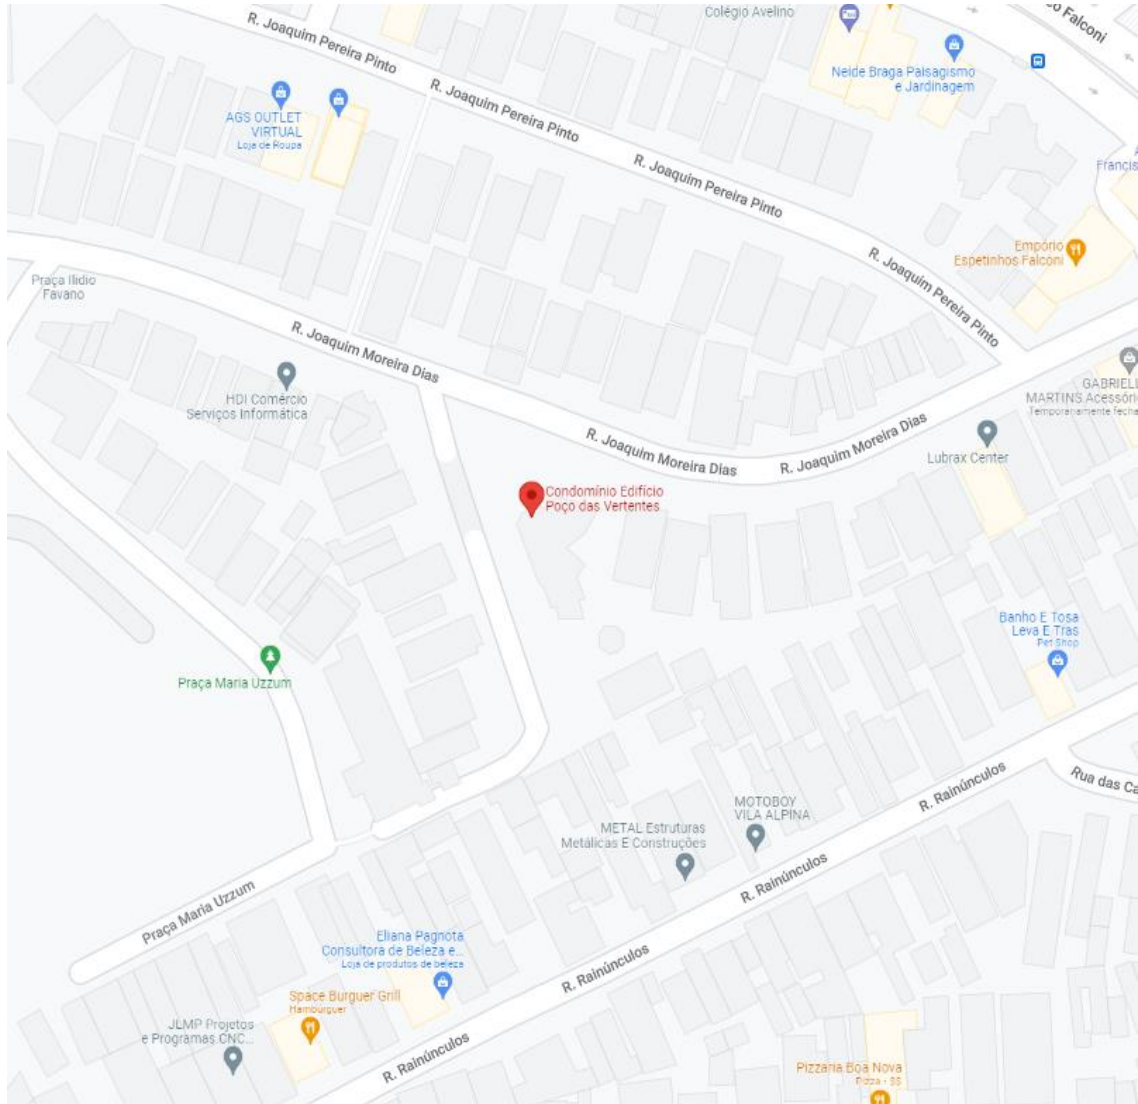 R. Joaquim Pereira Pinto
Colégio Avelino
Falconi
Neide Braga Paisagismo
e Jardinagem
AGS OUTLET
VIRTUAL
Loja de Roupa
R. Joaquim Pereira Pinto
R. Joaquim Pereira Pinto
Francis
Empório
Espetinhos Falconi
R. Joaquim Pereira Pinto
Praça Ilidio
Favano
R. Joaquim Moreira Dias
HDI Comércio
Serviços Informática
GABRIELL
MARTINS Acessóri
Temporariamente fecha
R. Joaquim Moreira Dias
R. Joaquim Moreira Dias
Lubrax Center
Condomínio Edifício
Poço das Vertentes
Banho E Tosa
Leva E Tras
Pet Shop
Praça Maria Uzzum
Rua das Ca
R. Rainúnculos
MOTOBOY
VILA ALPINA
METAL Estruturas
Metálicas E Construções
R. Rainúnculos
Praça Maria Uzzum
Eliana Pagnota
Consultora de Beleza e...
Loja de produtos de beleza
R. Rainúnculos
Space Burguer Grill
Hamburguer
JLMP Projetos
e Programas CNC...
R. Rainúnculos
Pizzaria Boa Nova
Pizza • $$